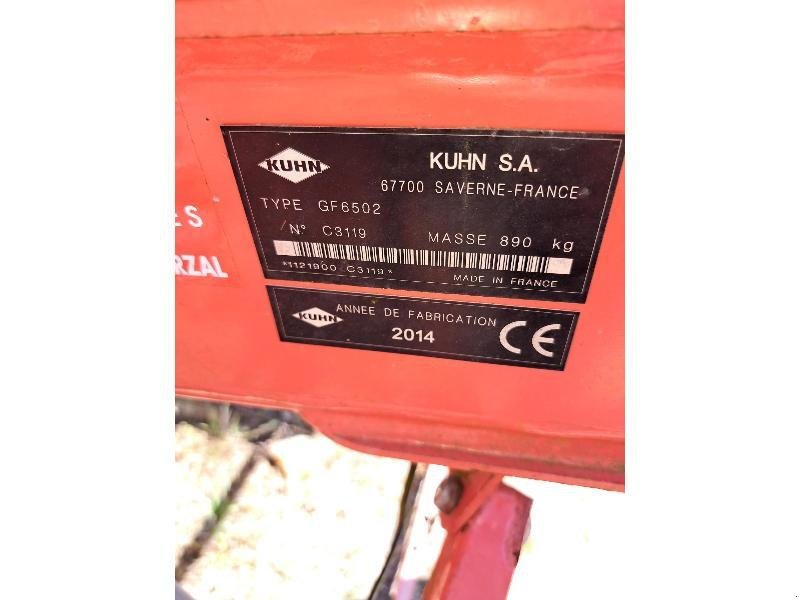 KUHN
KUHN S.A.
67700 SAVERNE-FRANCE
TYPE GF6502
N° C3119 MASSE 890 kg
*1121900 C3119*
MADE IN FRANCE
S
RZAL
KUHN
ANNEE DE FABRICATION
2014
CE